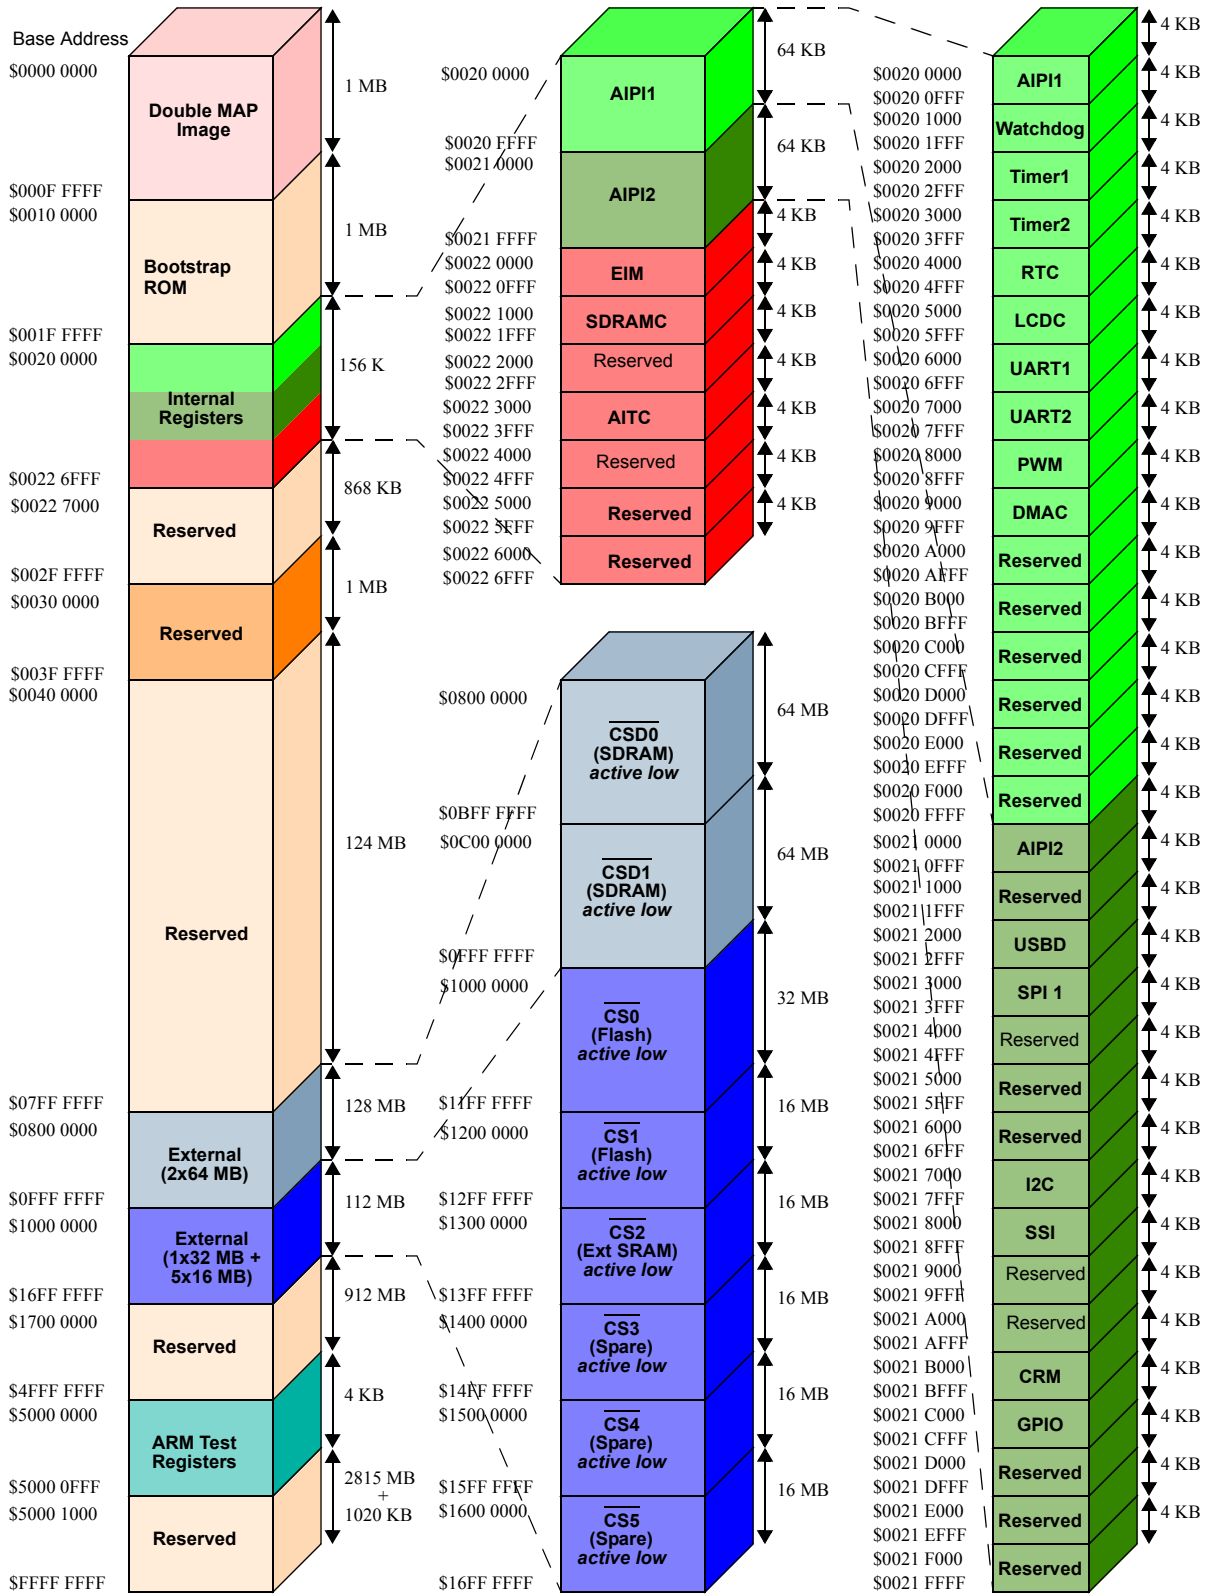 Base Address
$0000 0000
Double MAP
Image
1 MB
$000F FFFF
$0010 0000
Bootstrap
ROM
1 MB
$001F FFFF
$0020 0000
Internal
Registers
156 K
$0022 6FFF
$0022 7000
Reserved
868 KB
$002F FFFF
$0030 0000
Reserved
1 MB
$003F FFFF
$0040 0000
Reserved
124 MB
$07FF FFFF
$0800 0000
External
(2x64 MB)
128 MB
$0FFF FFFF
$1000 0000
External
(1x32 MB +
5x16 MB)
112 MB
$16FF FFFF
$1700 0000
Reserved
912 MB
$4FFF FFFF
$5000 0000
ARM Test
Registers
4 KB
$5000 0FFF
$5000 1000
Reserved
2815 MB
+
1020 KB
$FFFF FFFF
$0020 0000
AIPI1
64 KB
$0020 FFFF
$0021 0000
AIPI2
64 KB
$0021 FFFF
$0022 0000
EIM
4 KB
$0022 0FFF
$0022 1000
SDRAMC
4 KB
$0022 1FFF
$0022 2000
Reserved
4 KB
$0022 2FFF
$0022 3000
AITC
4 KB
$0022 3FFF
$0022 4000
Reserved
4 KB
$0022 4FFF
$0022 5000
Reserved
4 KB
$0022 5FFF
$0022 6000
Reserved
4 KB
$0022 6FFF
$0800 0000
CSD0
(SDRAM)
active low
64 MB
$0BFF FFFF
$0C00 0000
CSD1
(SDRAM)
active low
64 MB
$0FFF FFFF
$1000 0000
CS0
(Flash)
active low
32 MB
$11FF FFFF
$1200 0000
CS1
(Flash)
active low
16 MB
$12FF FFFF
$1300 0000
CS2
(Ext SRAM)
active low
16 MB
$13FF FFFF
$1400 0000
CS3
(Spare)
active low
16 MB
$14FF FFFF
$1500 0000
CS4
(Spare)
active low
16 MB
$15FF FFFF
$1600 0000
CS5
(Spare)
active low
16 MB
$16FF FFFF
4 KB
$0020 0000
AIPI1
4 KB
$0020 0FFF
$0020 1000
Watchdog
4 KB
$0020 1FFF
$0020 2000
Timer1
4 KB
$0020 2FFF
$0020 3000
Timer2
4 KB
$0020 3FFF
$0020 4000
RTC
4 KB
$0020 4FFF
$0020 5000
LCDC
4 KB
$0020 5FFF
$0020 6000
UART1
4 KB
$0020 6FFF
$0020 7000
UART2
4 KB
$0020 7FFF
$0020 8000
PWM
4 KB
$0020 8FFF
$0020 9000
DMAC
4 KB
$0020 9FFF
$0020 A000
Reserved
4 KB
$0020 AFFF
$0020 B000
Reserved
4 KB
$0020 BFFF
$0020 C000
Reserved
4 KB
$0020 CFFF
$0020 D000
Reserved
4 KB
$0020 DFFF
$0020 E000
Reserved
4 KB
$0020 EFFF
$0020 F000
Reserved
4 KB
$0020 FFFF
$0021 0000
AIPI2
4 KB
$0021 0FFF
$0021 1000
Reserved
4 KB
$0021 1FFF
$0021 2000
USBD
4 KB
$0021 2FFF
$0021 3000
SPI 1
4 KB
$0021 3FFF
$0021 4000
Reserved
4 KB
$0021 4FFF
$0021 5000
Reserved
4 KB
$0021 5FFF
$0021 6000
Reserved
4 KB
$0021 6FFF
$0021 7000
I2C
4 KB
$0021 7FFF
$0021 8000
SSI
4 KB
$0021 8FFF
$0021 9000
Reserved
4 KB
$0021 9FFF
$0021 A000
Reserved
4 KB
$0021 AFFF
$0021 B000
CRM
4 KB
$0021 BFFF
$0021 C000
GPIO
4 KB
$0021 CFFF
$0021 D000
Reserved
4 KB
$0021 DFFF
$0021 E000
Reserved
4 KB
$0021 EFFF
$0021 F000
Reserved
$0021 FFFF